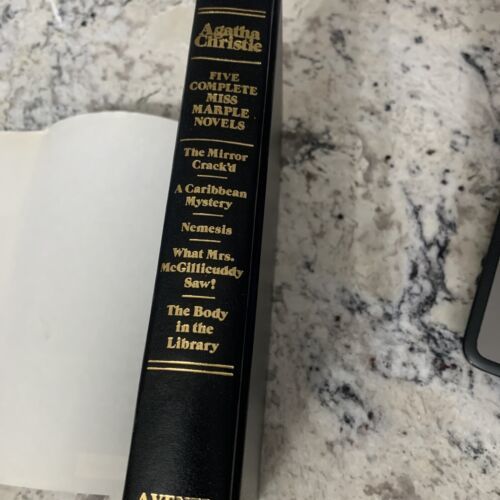 Agatha
Christie
FIVE
COMPLETE
MISS
MARPLE
NOVELS
The Mirror
Crack'd
A Caribbean
Mystery
Nemesis
What Mrs.
McGillicuddy
Saw!
The Body
in the
Library